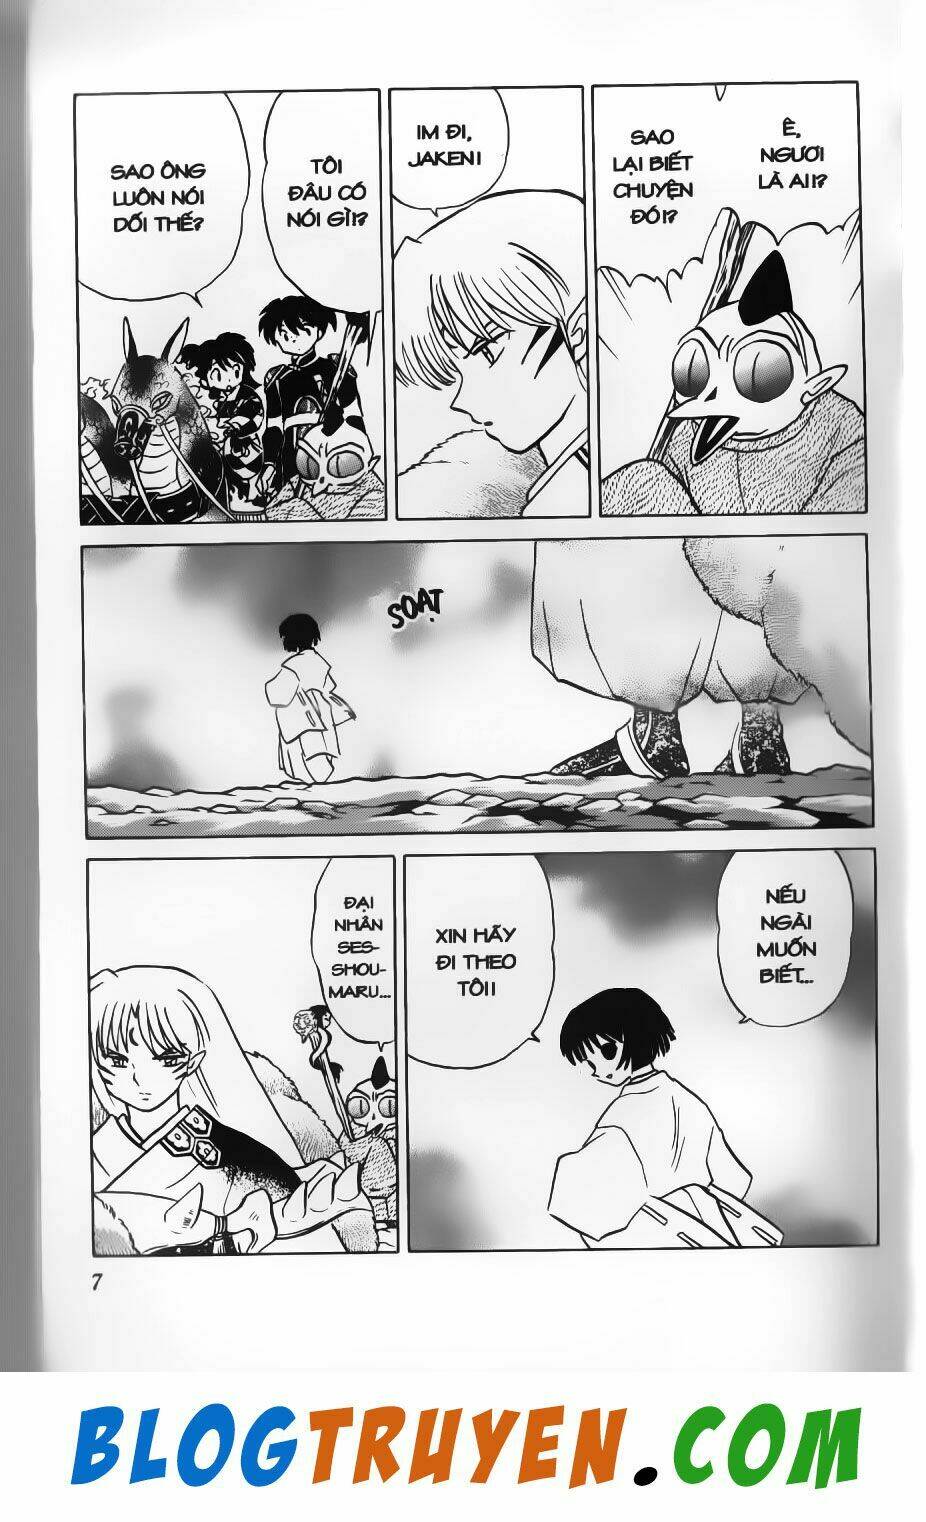 Ê,
NGƯƠI
LÀ AI!?
SAO
LẠI BIẾT
CHUYỆN
ĐÓ!?
IM ĐI,
JAKEN!
TÔI
ĐÂU CÓ
NÓI GÌ!?
SAO ÔNG
LUÔN NÓI
DỐI THẾ?
SOẠT
NẾU
NGÀI
MUỐN
BIẾT...
XIN HÃY
ĐI THEO
TÔI!
ĐẠI
NHÂN
SES-
SHOU-
MARU...
7
BLOGTRUYEN.COM